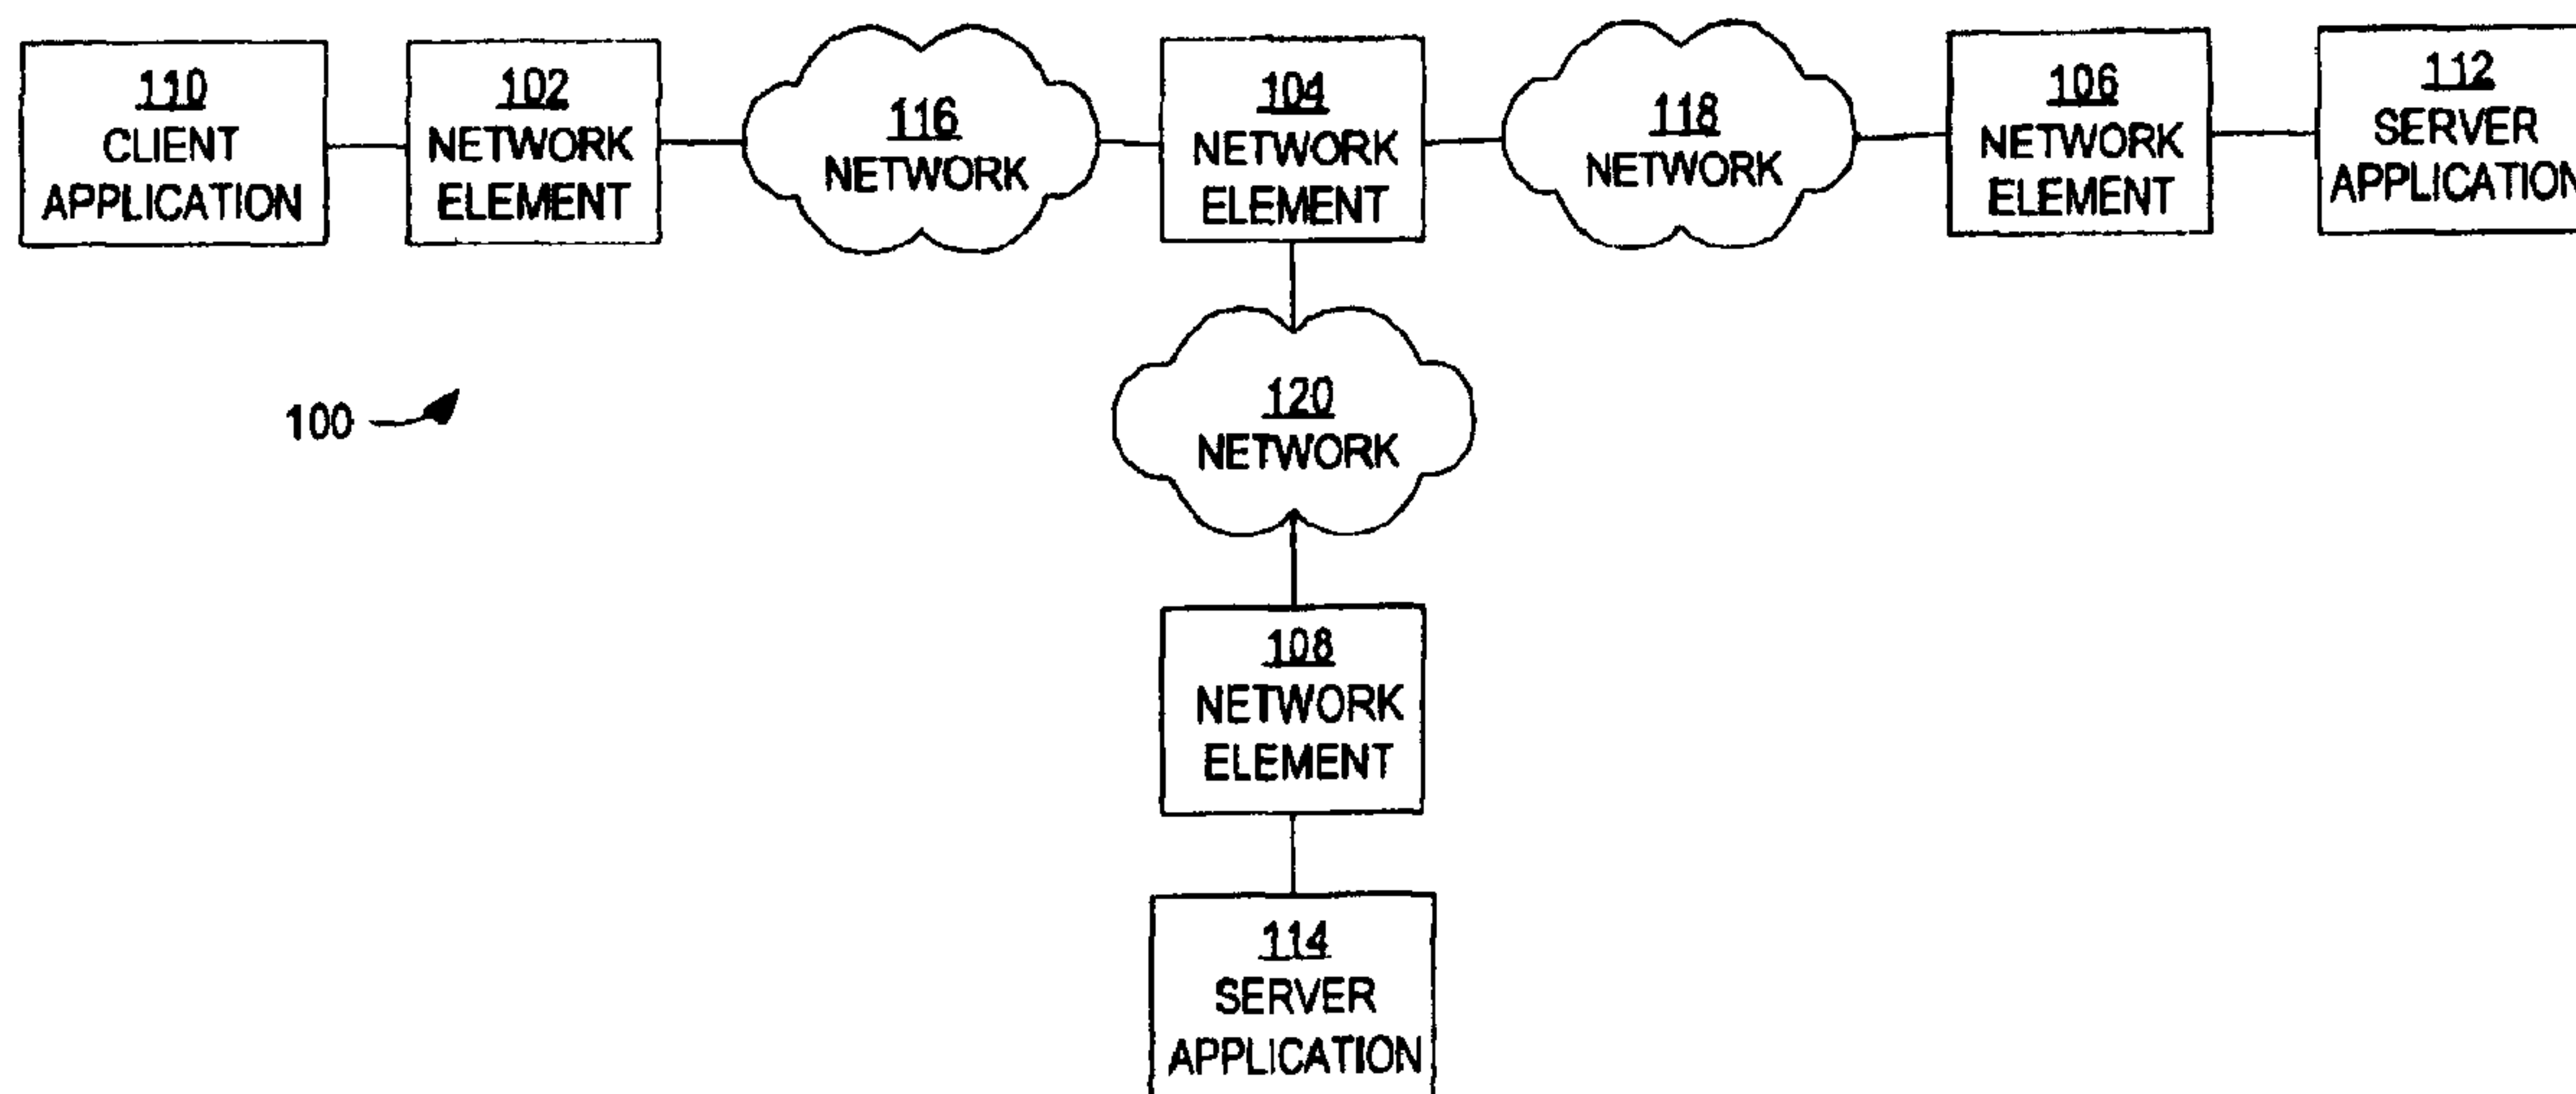 110
CLIENT
APPLICATION
102
NETWORK
ELEMENT
116
NETWORK
104
NETWORK
ELEMENT
118
NETWORK
106
NETWORK
ELEMENT
112
SERVER
APPLICATION
100
120
NETWORK
108
NETWORK
ELEMENT
114
SERVER
APPLICATION